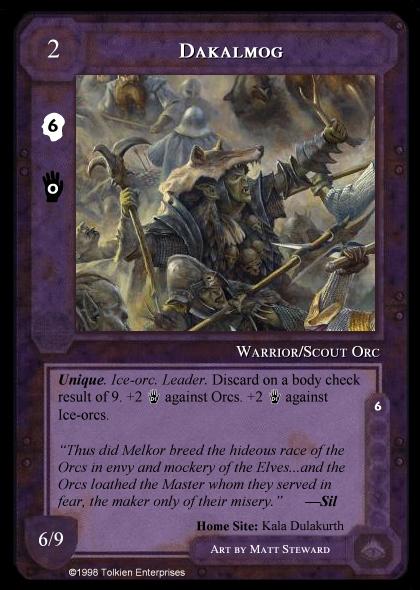 2
DAKALMOG
6
0
WARRIOR/SCOUT ORC
Unique. Ice-orc. Leader. Discard on a body check
result of 9. +2 DI against Orcs. +2 DI against
Ice-orcs.
6
“Thus did Melkor breed the hideous race of the
Orcs in envy and mockery of the Elves...and the
Orcs loathed the Master whom they served in
fear, the maker only of their misery.” —Sil
Home Site: Kala Dulakurth
6/9
ART BY MATT STEWARD
©1998 Tolkien Enterprises